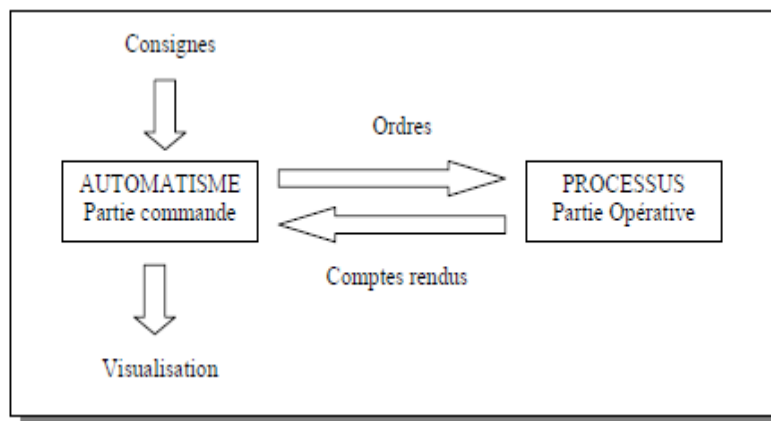 Consignes
Ordres
AUTOMATISME
Partie commande
PROCESSUS
Partie Opérative
Comptes rendus
Visualisation